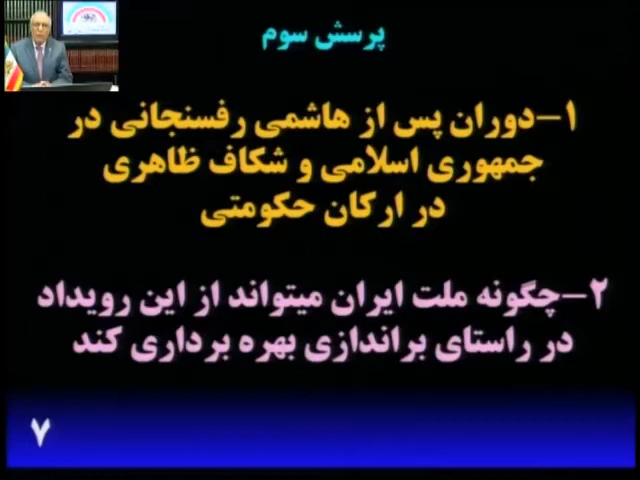 پرسش سوم
۱-دوران پس از هاشمی رفسنجانی در
جمهوری اسلامی و شکاف ظاهری
در ارکان حکومتی
۲-چگونه ملت ایران میتواند از این رویداد
در راستای براندازی بهره برداری کند
۷